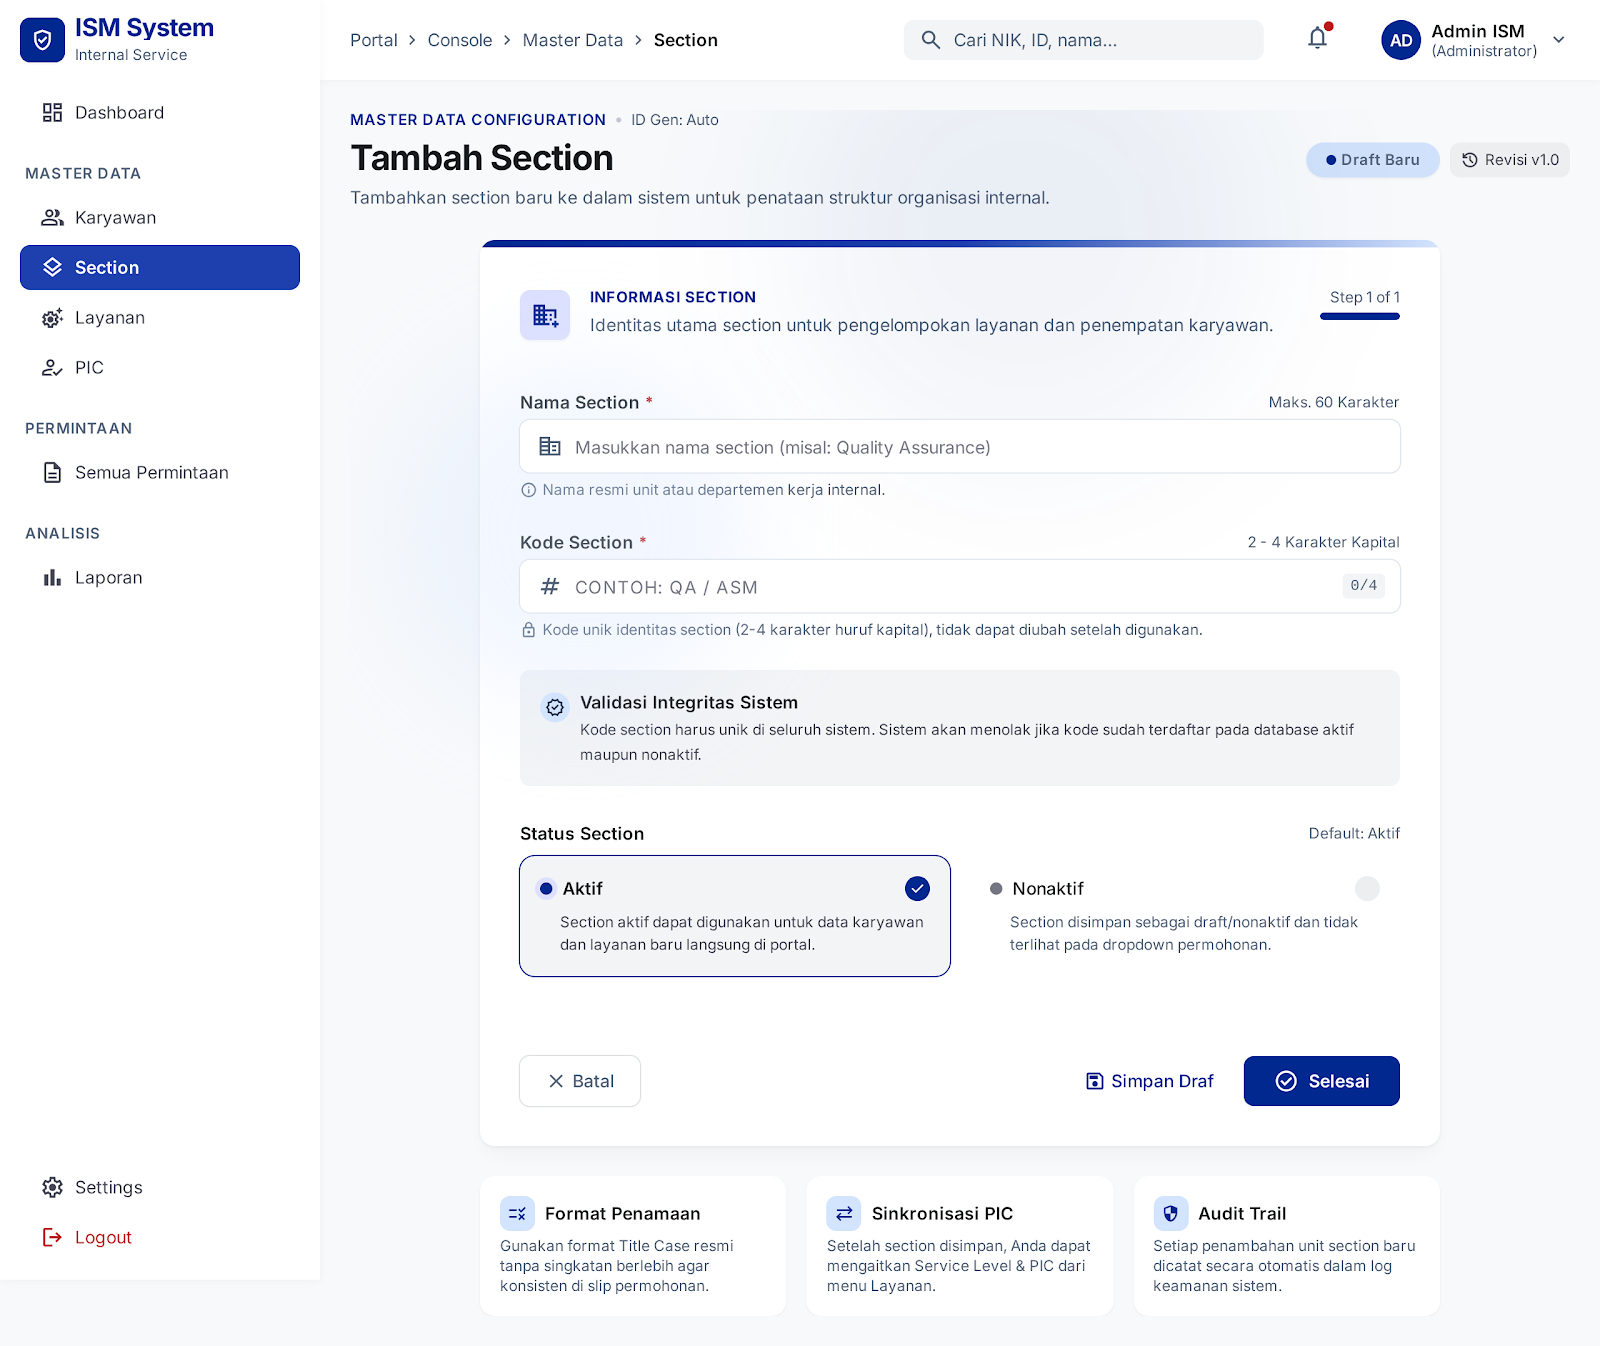 ISM System
Internal Service
Dashboard
MASTER DATA
Karyawan
Section
Layanan
PIC
PERMINTAAN
Semua Permintaan
ANALISIS
Laporan
Settings
Logout
Portal > Console > Master Data > Section
Cari NIK, ID, nama...
AD
Admin ISM
(Administrator)
MASTER DATA CONFIGURATION • ID Gen: Auto
Tambah Section
Tambahkan section baru ke dalam sistem untuk penataan struktur organisasi internal.
Draft Baru
Revisi v1.0
INFORMASI SECTION
Identitas utama section untuk pengelompokan layanan dan penempatan karyawan.
Step 1 of 1
Nama Section *
Maks. 60 Karakter
Masukkan nama section (misal: Quality Assurance)
Nama resmi unit atau departemen kerja internal.
Kode Section *
2 - 4 Karakter Kapital
# CONTOH: QA / ASM
0/4
Kode unik identitas section (2-4 karakter huruf kapital), tidak dapat diubah setelah digunakan.
Validasi Integritas Sistem
Kode section harus unik di seluruh sistem. Sistem akan menolak jika kode sudah terdaftar pada database aktif
maupun nonaktif.
Status Section
Default: Aktif
Aktif
Section aktif dapat digunakan untuk data karyawan
dan layanan baru langsung di portal.
Nonaktif
Section disimpan sebagai draft/nonaktif dan tidak
terlihat pada dropdown permohonan.
Batal
Simpan Draf
Selesai
Format Penamaan
Gunakan format Title Case resmi
tanpa singkatan berlebih agar
konsisten di slip permohonan.
Sinkronisasi PIC
Setelah section disimpan, Anda dapat
mengaitkan Service Level & PIC dari
menu Layanan.
Audit Trail
Setiap penambahan unit section baru
dicatat secara otomatis dalam log
keamanan sistem.